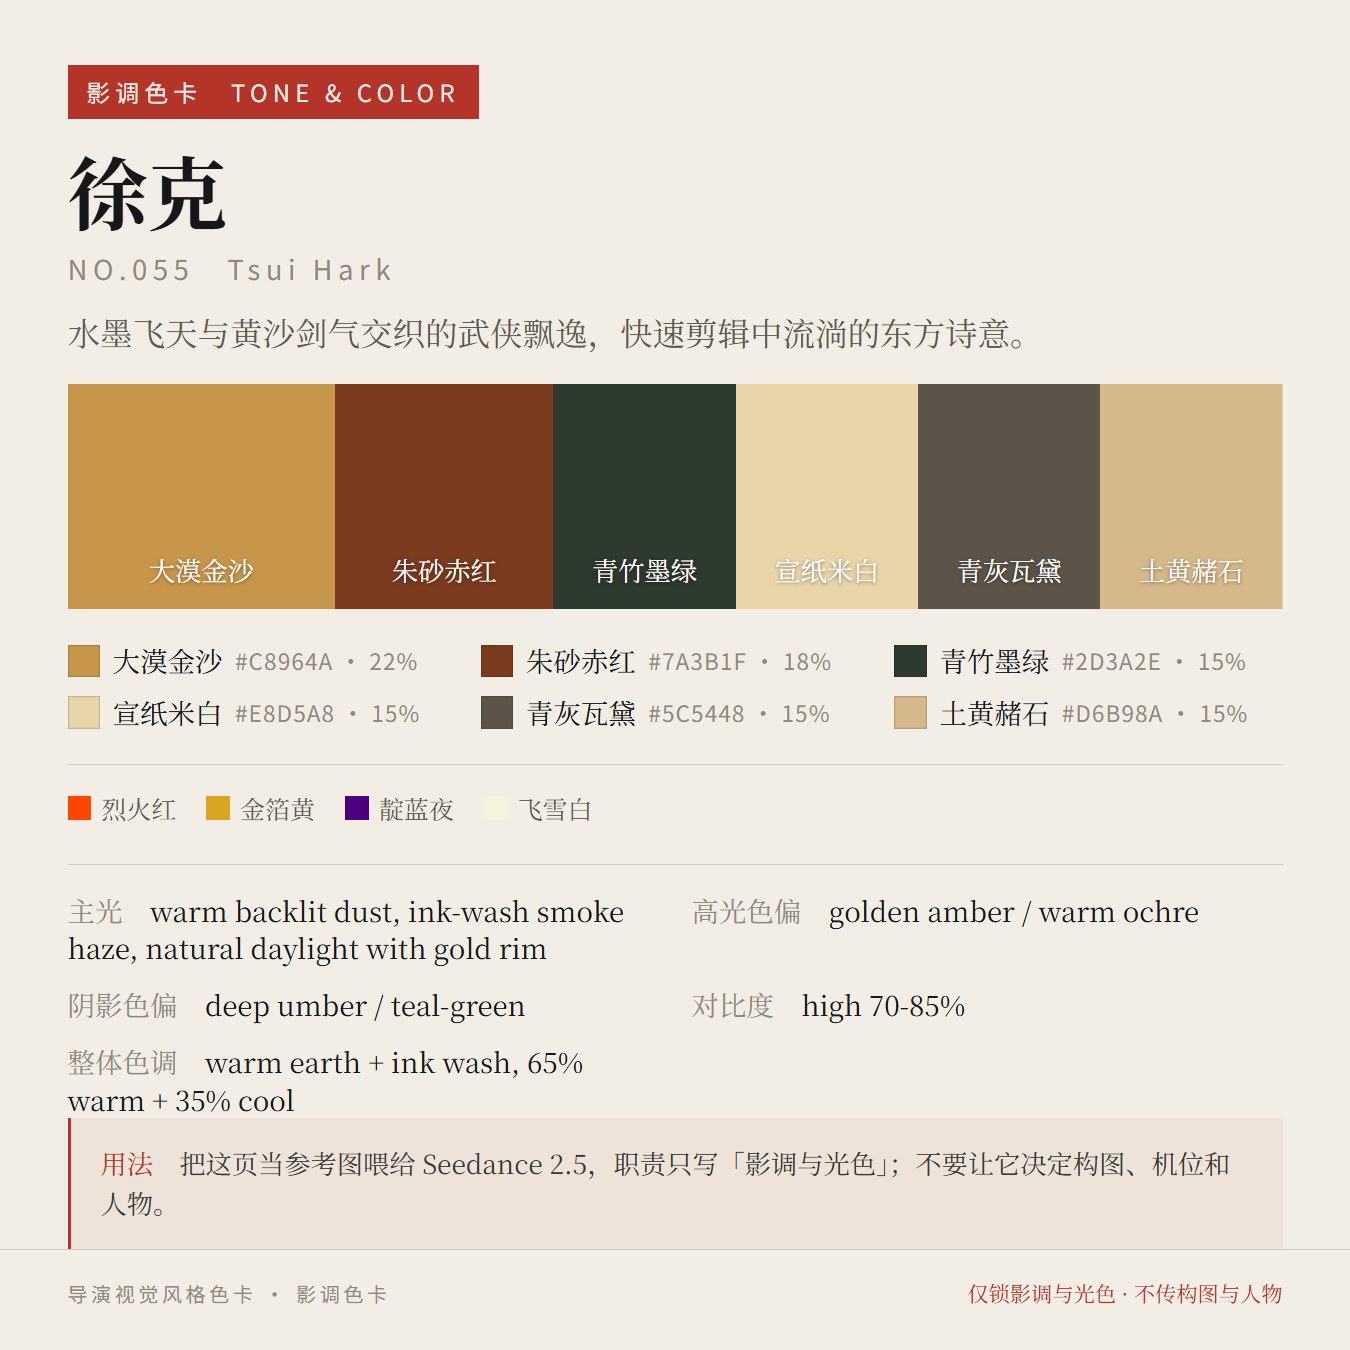 影调色卡 TONE & COLOR
徐克
NO.055 Tsui Hark
水墨飞天与黄沙剑气交织的武侠飘逸，快速剪辑中流淌的东方诗意。
大漠金沙 朱砂赤红 青竹墨绿 宣纸米白 青灰瓦黛 土黄赭石
大漠金沙 #C8964A · 22% 朱砂赤红 #7A3B1F · 18% 青竹墨绿 #2D3A2E · 15%
宣纸米白 #E8D5A8 · 15% 青灰瓦黛 #5C5448 · 15% 土黄赭石 #D6B98A · 15%
烈火红 金箔黄 靛蓝夜 飞雪白
主光 warm backlit dust, ink-wash smoke
haze, natural daylight with gold rim
高光色偏 golden amber / warm ochre
阴影色偏 deep umber / teal-green
对比度 high 70-85%
整体色调 warm earth + ink wash, 65%
warm + 35% cool
用法 把这页当参考图喂给 Seedance 2.5，职责只写「影调与光色」；不要让它决定构图、机位和
人物。
导演视觉风格色卡 · 影调色卡
仅锁影调与光色 · 不传构图与人物